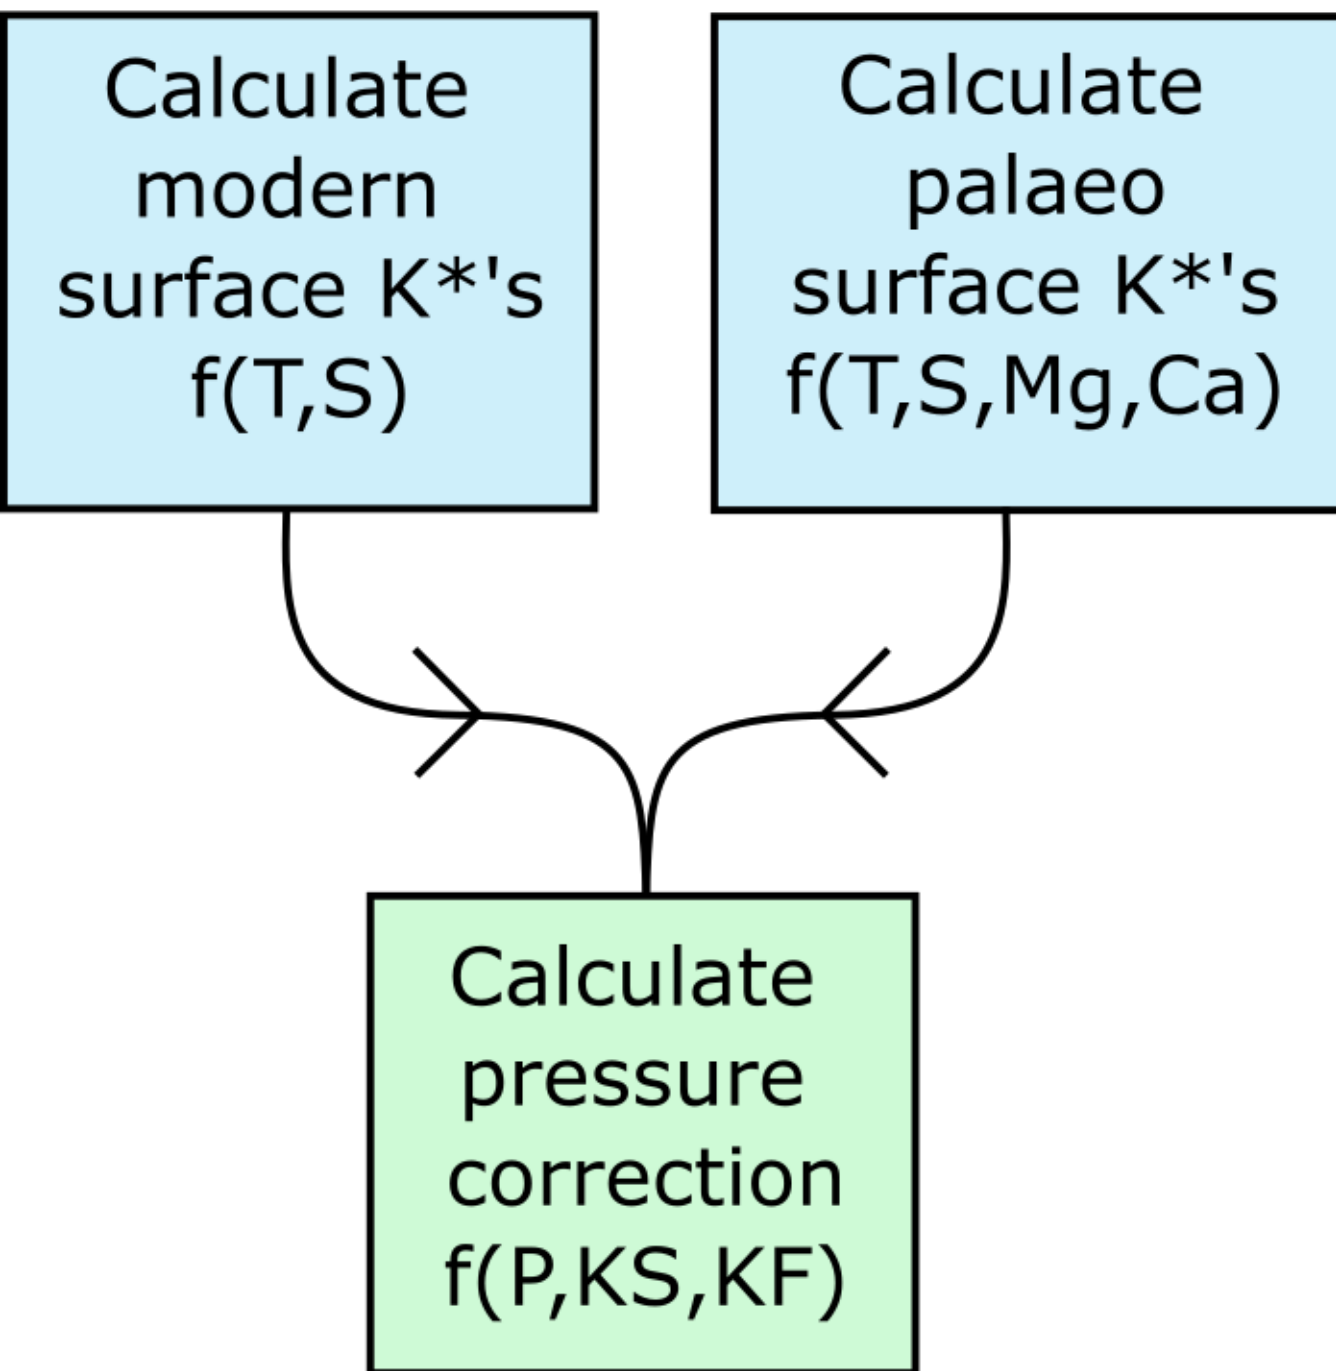 Calculate
modern
surface K*'s
f(T,S)
Calculate
palaeo
surface K*'s
f(T,S,Mg,Ca)
Calculate
pressure
correction
f(P,KS,KF)